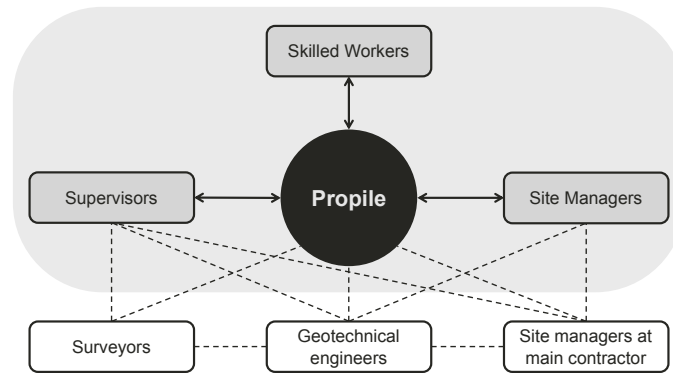 Skilled Workers
Supervisors
Propile
Site Managers
Surveyors
Geotechnical
engineers
Site managers at
main contractor